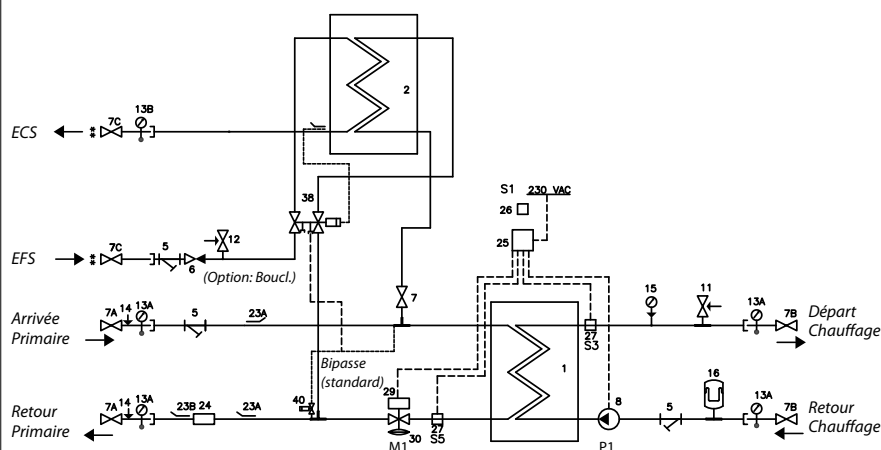 2
7C 13B
ECS **
38
S1 230 VAC
26
25
12
7C 5
EFS ** 6
(Option: Boucl.)
7
15 11
7A 14 13A 5 23A 13A 7B
Arrivée
Primaire
Départ
Chauffage
27
S3
1
Bipasse
(standard)
16
40 29 8
7A 14 13A 23B 24 23A 5 13A 7B
Retour
Primaire
Retour
Chauffage
30 27
M1 S5 P1